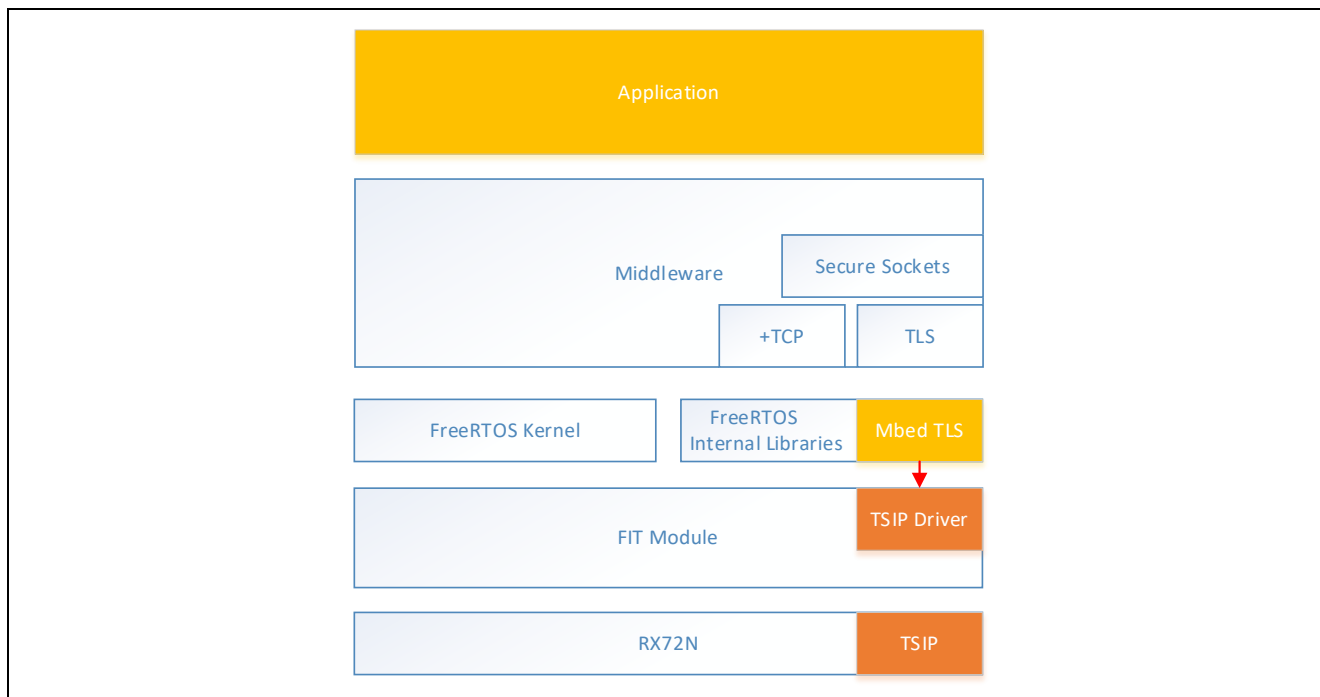 Application
Secure Sockets
Middleware
+TCP
TLS
FreeRTOS Kernel
FreeRTOS
Internal Libraries
Mbed TLS
TSIP Driver
FIT Module
RX72N
TSIP